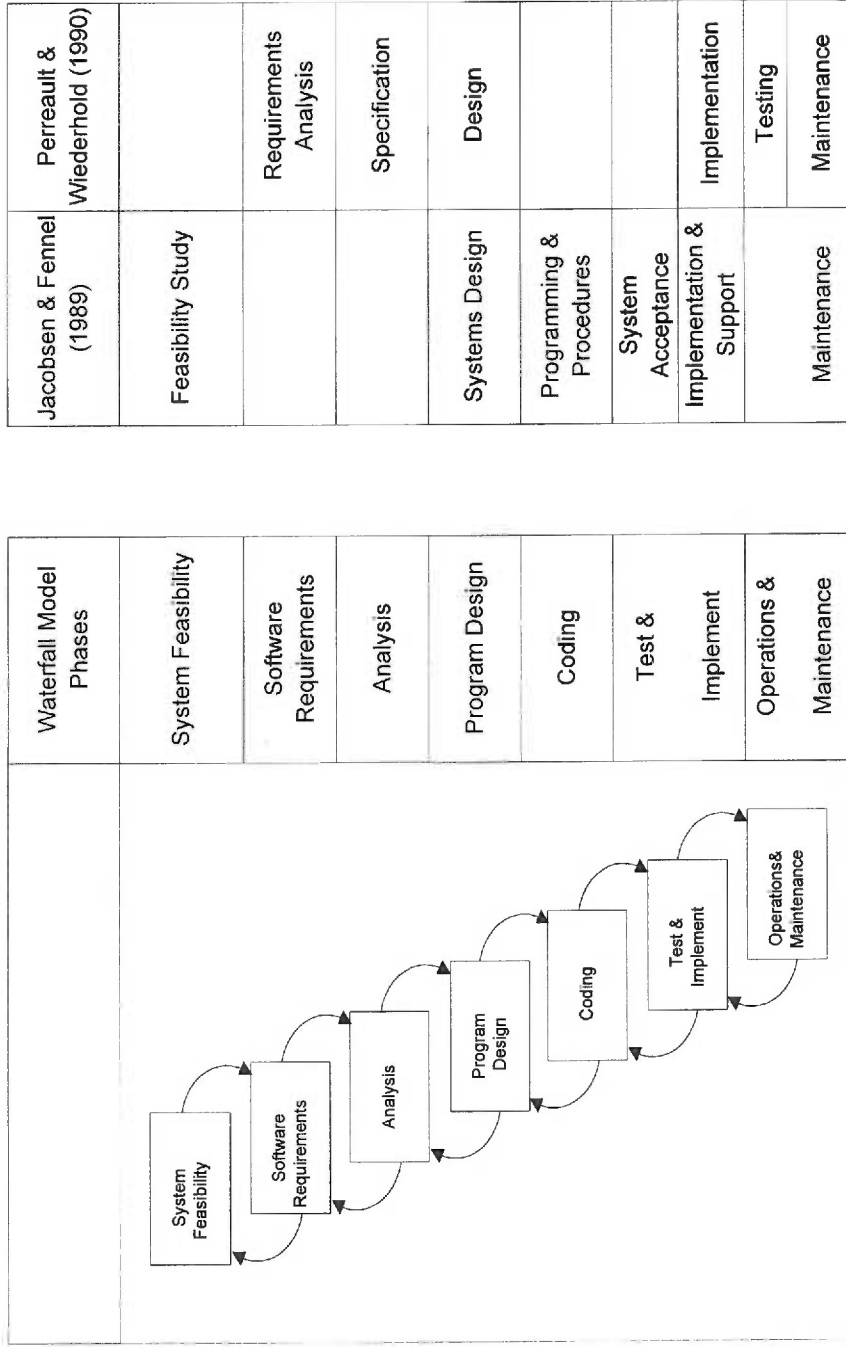 Waterfall Model
Phases
System Feasibility
Software
Requirements
Analysis
Program Design
Coding
Test &
Implement
Operations &
Maintenance
System
Feasibility
Software
Requirements
Analysis
Program
Design
Coding
Test &
Implement
Operations&
Maintenance
Jacobsen & Fennel
(1989)
Feasibility Study
Systems Design
Programming &
Procedures
System
Acceptance
Implementation &
Support
Maintenance
Perreault &
Wiederhold (1990)
Requirements
Analysis
Specification
Design
Implementation
Testing
Maintenance